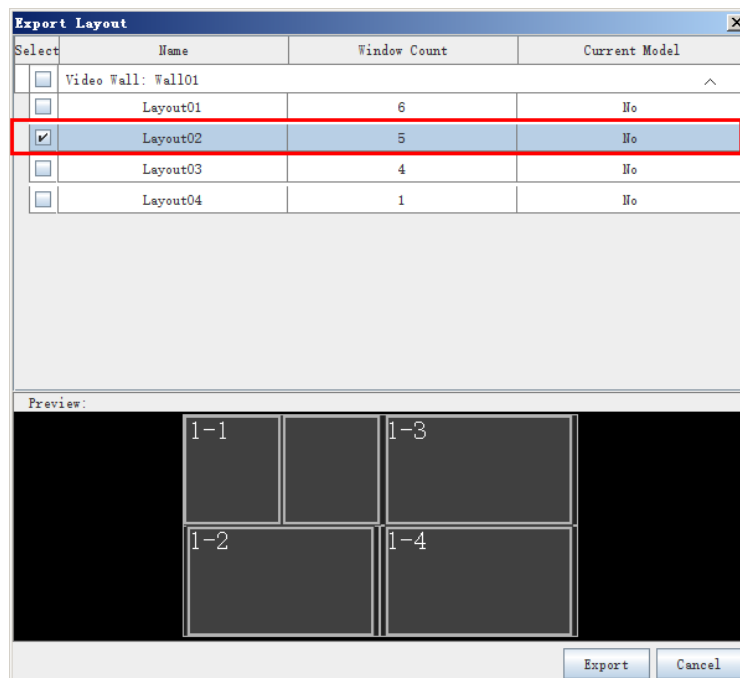 Export Layout
Select Name Window Count Current Model
Video Wall: Wall01
Layout01 6 No
Layout02 5 No
Layout03 4 No
Layout04 1 No
Preview:
1-1 1-3
1-2 1-4
Export Cancel